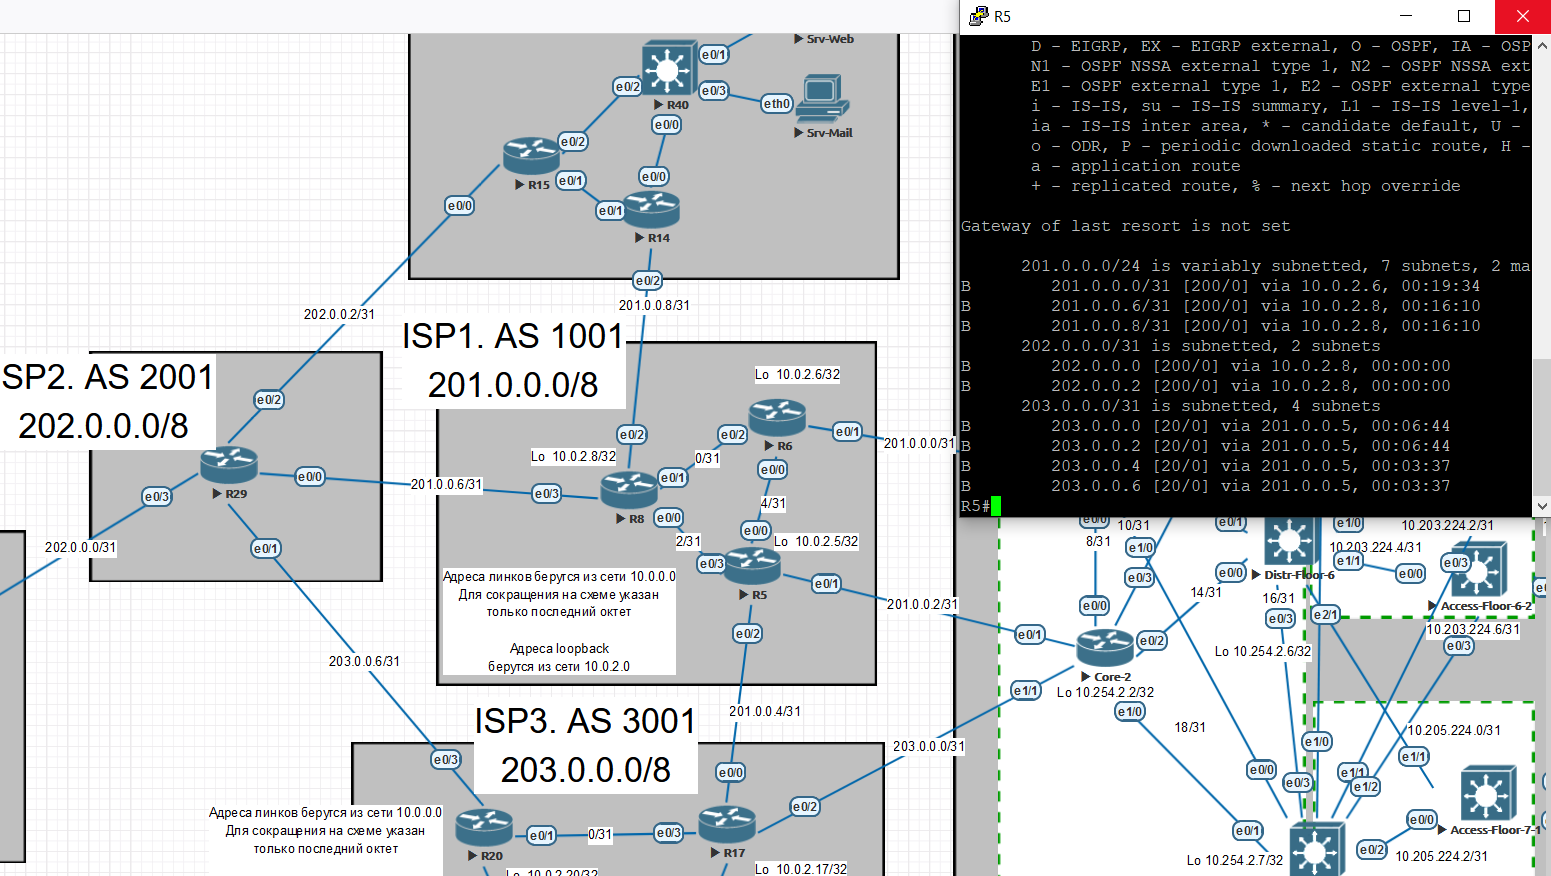 Srv-Web
e0/1
R40
e0/2
e0/3
eth0
Srv-Mail
e0/0
e0/2
R15
e0/1
e0/0
e0/0
e0/1
R14
e0/2
201.0.0.8/31
202.0.0.2/31
ISP1. AS 1001
201.0.0.0/8
SP2. AS 2001
202.0.0.0/8
e0/2
R29
e0/0
e0/3
e0/1
202.0.0.0/31
201.0.0.6/31
203.0.0.6/31
Lo 10.0.2.6/32
e0/2
R6
e0/1
201.0.0.0/31
e0/0
Lo 10.0.2.8/32
e0/2
0/31
e0/1
e0/3
R8
e0/0
4/31
2/31
e0/0
Lo 10.0.2.5/32
e0/3
R5
e0/1
201.0.0.2/31
e0/2
Адреса линков берутся из сети 10.0.0.0
Для сокращения на схеме указан
только последний октет
Адреса loopback
берутся из сети 10.0.2.0
201.0.0.4/31
ISP3. AS 3001
203.0.0.0/8
203.0.0.0/31
e0/3
e0/0
e0/2
R20
e0/1
0/31
e0/3
R17
Lo 10.0.2.20/32
Lo 10.0.2.17/32
Адреса линков берутся из сети 10.0.0.0
Для сокращения на схеме указан
только последний октет
R5
D - EIGRP, EX - EIGRP external, O - OSPF, IA - OSP
N1 - OSPF NSSA external type 1, N2 - OSPF NSSA ext
E1 - OSPF external type 1, E2 - OSPF external type
i - IS-IS, su - IS-IS summary, L1 - IS-IS level-1,
ia - IS-IS inter area, * - candidate default, U -
o - ODR, P - periodic downloaded static route, H -
a - application route
+ - replicated route, % - next hop override
Gateway of last resort is not set
201.0.0.0/24 is variably subnetted, 7 subnets, 2 ma
B 201.0.0.0/31 [200/0] via 10.0.2.6, 00:19:34
B 201.0.0.6/31 [200/0] via 10.0.2.8, 00:16:10
B 201.0.0.8/31 [200/0] via 10.0.2.8, 00:16:10
202.0.0.0/31 is subnetted, 2 subnets
B 202.0.0.0 [200/0] via 10.0.2.8, 00:00:00
B 202.0.0.2 [200/0] via 10.0.2.8, 00:00:00
203.0.0.0/31 is subnetted, 4 subnets
B 203.0.0.0 [20/0] via 201.0.0.5, 00:06:44
B 203.0.0.2 [20/0] via 201.0.0.5, 00:06:44
B 203.0.0.4 [20/0] via 201.0.0.5, 00:03:37
B 203.0.0.6 [20/0] via 201.0.0.5, 00:03:37
R5#
e0/0
10/31
8/31
e1/0
e0/3
e0/0
e0/1
e0/2
Core-2
Lo 10.254.2.2/32
e1/1
e1/0
18/31
14/31
e0/1
e0/0
Distr-Floor-6
16/31
e0/3
Lo 10.254.2.6/32
e2/1
e0/1
e0/0
10.203.224.2/31
10.203.224.4/31
e1/1
e0/0
e0/3
Access-Floor-6-2
10.203.224.6/31
e0/3
10.205.224.0/31
e1/0
e1/1
e0/0
e0/3
e1/1
e1/2
e0/1
e0/0
Access-Floor-7-1
e0/2
10.205.224.2/31
Lo 10.254.2.7/32